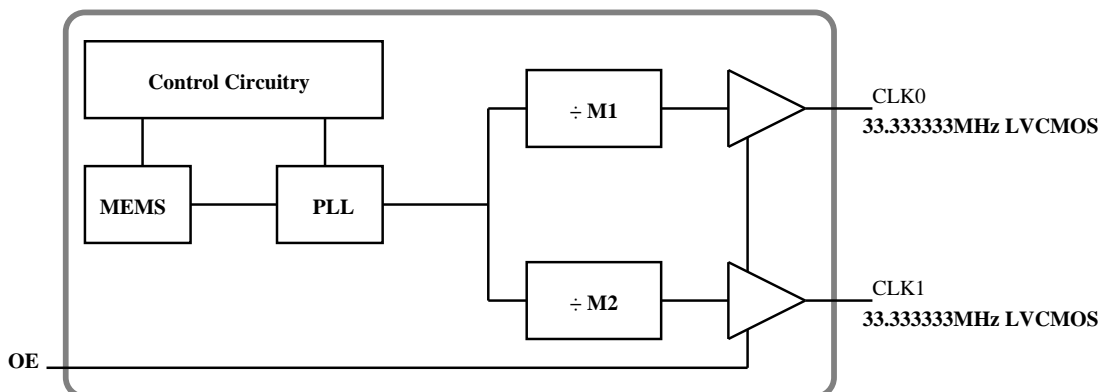 Control Circuitry
÷ M1
CLK0
33.333333MHz LVCMOS
MEMS
PLL
÷ M2
CLK1
33.333333MHz LVCMOS
OE